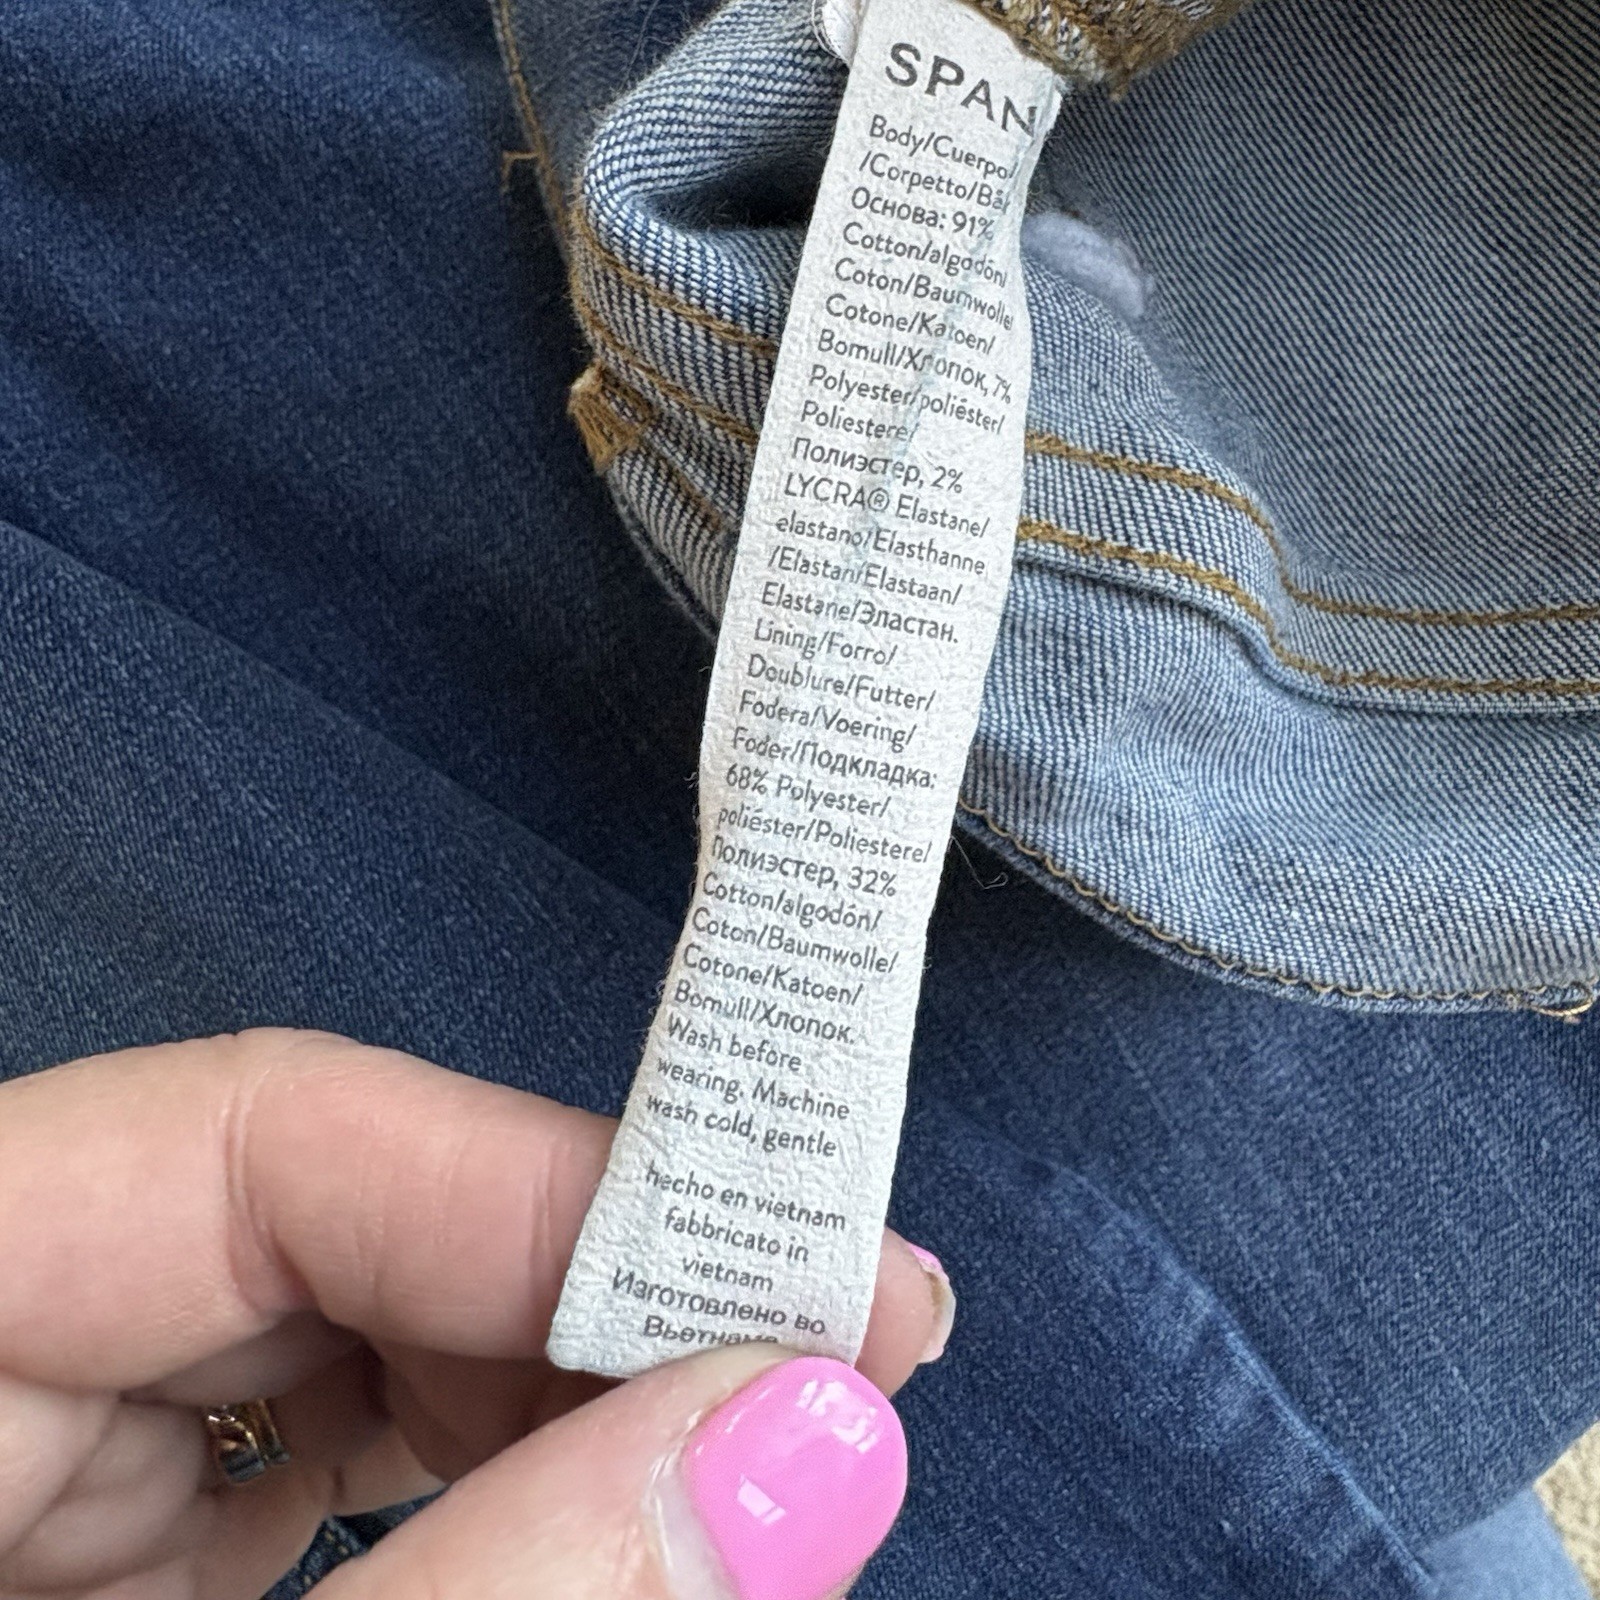 SPAN
Body/Cuerpo/
/Corpetto/Bål
Основа: 91%
Cotton/algodón/
Coton/Baumwolle/
Cotone/Katoen/
Bomull/Хлопок, 7%
Polyester/poliéster/
Poliestere/
Полиэстер, 2%
LYCRA® Elastane/
elastano/Elasthanne
/Elastan/Elastaan/
Elastane/Эластан.
Lining/Forro/
Doublure/Futter/
Fodera/Voering/
Foder/Подкладка:
68% Polyester/
poliéster/Poliestere/
Полиэстер, 32%
Cotton/algodón/
Coton/Baumwolle/
Cotone/Katoen/
Bomull/Хлопок.
Wash before
wearing. Machine
wash cold, gentle
hecho en vietnam
fabbricato in
vietnam
Изготовлено во
Вьетнаме